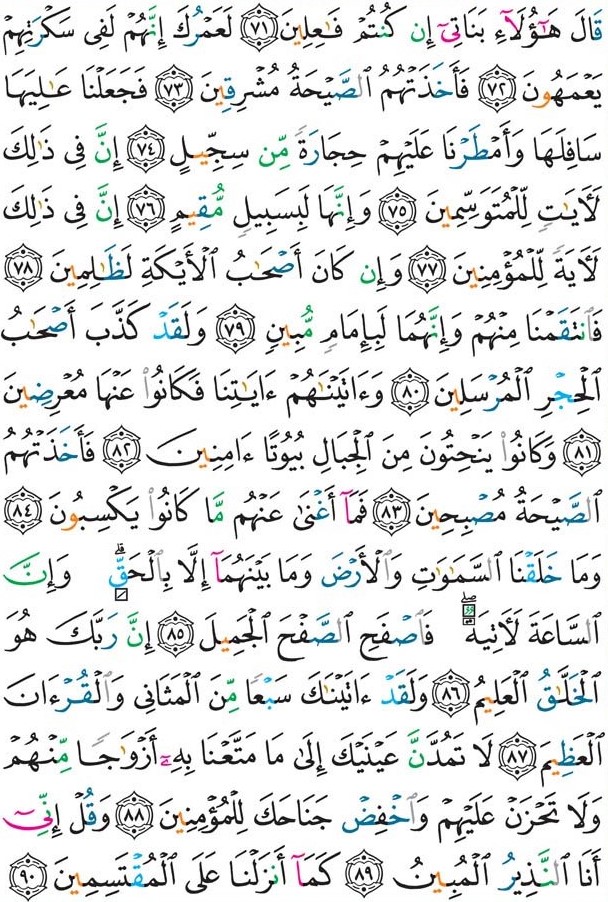 قَالَ هَـٰٓؤُلَآءِ بَنَاتِىٓ إِن كُنتُمْ فَـٰعِلِينَ ٧١ لَعَمْرُكَ إِنَّهُمْ لَفِى سَكْرَتِهِمْ
يَعْمَهُونَ ٧٢ فَأَخَذَتْهُمُ ٱلصَّيْحَةُ مُشْرِقِينَ ٧٣ فَجَعَلْنَا عَـٰلِيَهَا
سَافِلَهَا وَأَمْطَرْنَا عَلَيْهِمْ حِجَارَةً مِّن سِجِّيلٍ ٧٤ إِنَّ فِى ذَٰلِكَ
لَـَٔايَـٰتٍ لِّلْمُتَوَسِّمِينَ ٧٥ وَإِنَّهَا لَبِسَبِيلٍ مُّقِيمٍ ٧٦ إِنَّ فِى ذَٰلِكَ
لَـَٔايَةً لِّلْمُؤْمِنِينَ ٧٧ وَإِن كَانَ أَصْحَـٰبُ ٱلْأَيْكَةِ لَظَـٰلِمِينَ ٧٨
فَٱنتَقَمْنَا مِنْهُمْ وَإِنَّهُمَا لَبِإِمَامٍ مُّبِينٍ ٧٩ وَلَقَدْ كَذَّبَ أَصْحَـٰبُ
ٱلْحِجْرِ ٱلْمُرْسَلِينَ ٨٠ وَءَاتَيْنَـٰهُمْ ءَايَـٰتِنَا فَكَانُوا۟ عَنْهَا مُعْرِضِينَ
٨١ وَكَانُوا۟ يَنْحِتُونَ مِنَ ٱلْجِبَالِ بُيُوتًا ءَامِنِينَ ٨٢ فَأَخَذَتْهُمُ
ٱلصَّيْحَةُ مُصْبِحِينَ ٨٣ فَمَآ أَغْنَىٰ عَنْهُم مَّا كَانُوا۟ يَكْسِبُونَ ٨٤
وَمَا خَلَقْنَا ٱلسَّمَـٰوَٰتِ وَٱلْأَرْضَ وَمَا بَيْنَهُمَآ إِلَّا بِٱلْحَقِّ ۗ وَإِنَّ
ٱلسَّاعَةَ لَـَٔاتِيَةٌ ۖ فَٱصْفَحِ ٱلصَّفْحَ ٱلْجَمِيلَ ٨٥ إِنَّ رَبَّكَ هُوَ
ٱلْخَلَّـٰقُ ٱلْعَلِيمُ ٨٦ وَلَقَدْ ءَاتَيْنَـٰكَ سَبْعًا مِّنَ ٱلْمَثَانِى وَٱلْقُرْءَانَ
ٱلْعَظِيمَ ٨٧ لَا تَمُدَّنَّ عَيْنَيْكَ إِلَىٰ مَا مَتَّعْنَا بِهِۦٓ أَزْوَٰجًا مِّنْهُمْ
وَلَا تَحْزَنْ عَلَيْهِمْ وَٱخْفِضْ جَنَاحَكَ لِلْمُؤْمِنِينَ ٨٨ وَقُلْ إِنِّىٓ
أَنَا ٱلنَّذِيرُ ٱلْمُبِينُ ٨٩ كَمَآ أَنزَلْنَا عَلَى ٱلْمُقْتَسِمِينَ ٩٠